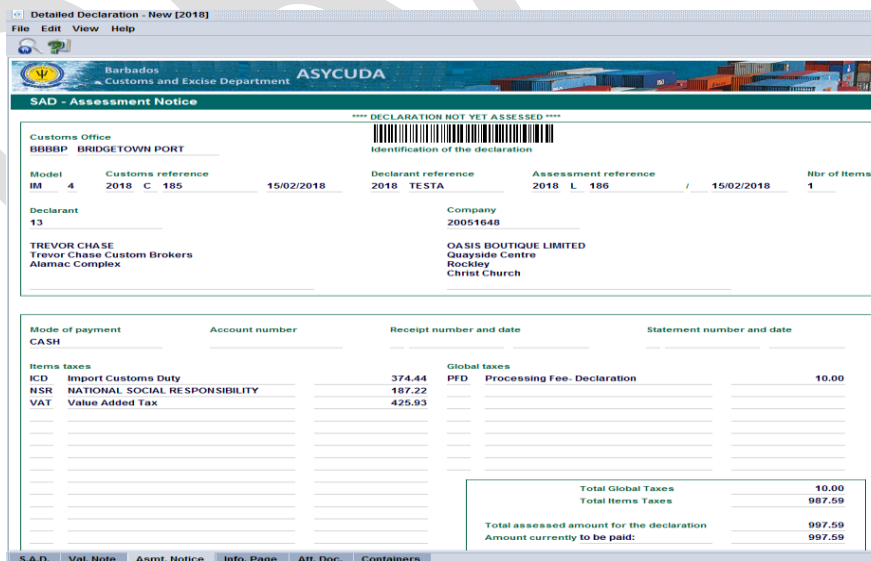 Detailed Declaration - New [2018]
File Edit View Help
Barbados
Customs and Excise Department ASYCUDA
SAD - Assessment Notice
**** DECLARATION NOT YET ASSESSED ****
Customs Office
BBBBP BRIDGETOWN PORT Identification of the declaration
Model Customs reference Declarant reference Assessment reference Nbr of Items
IM 4 2018 C 185 15/02/2018 2018 TESTA 2018 L 186 / 15/02/2018 1
Declarant Company
13 20051648
TREVOR CHASE OASIS BOUTIQUE LIMITED
Trevor Chase Custom Brokers Quayside Centre
Alamac Complex Rockley
Christ Church
Mode of payment Account number Receipt number and date Statement number and date
CASH
Items taxes Global taxes
ICD Import Customs Duty 374.44 PFD Processing Fee- Declaration 10.00
NSR NATIONAL SOCIAL RESPONSIBILITY 187.22
VAT Value Added Tax 425.93
Total Global Taxes 10.00
Total Items Taxes 987.59
Total assessed amount for the declaration 997.59
Amount currently to be paid: 997.59
S.A.D. Val. Note Asmt. Notice Info. Page Att. Doc. Containers